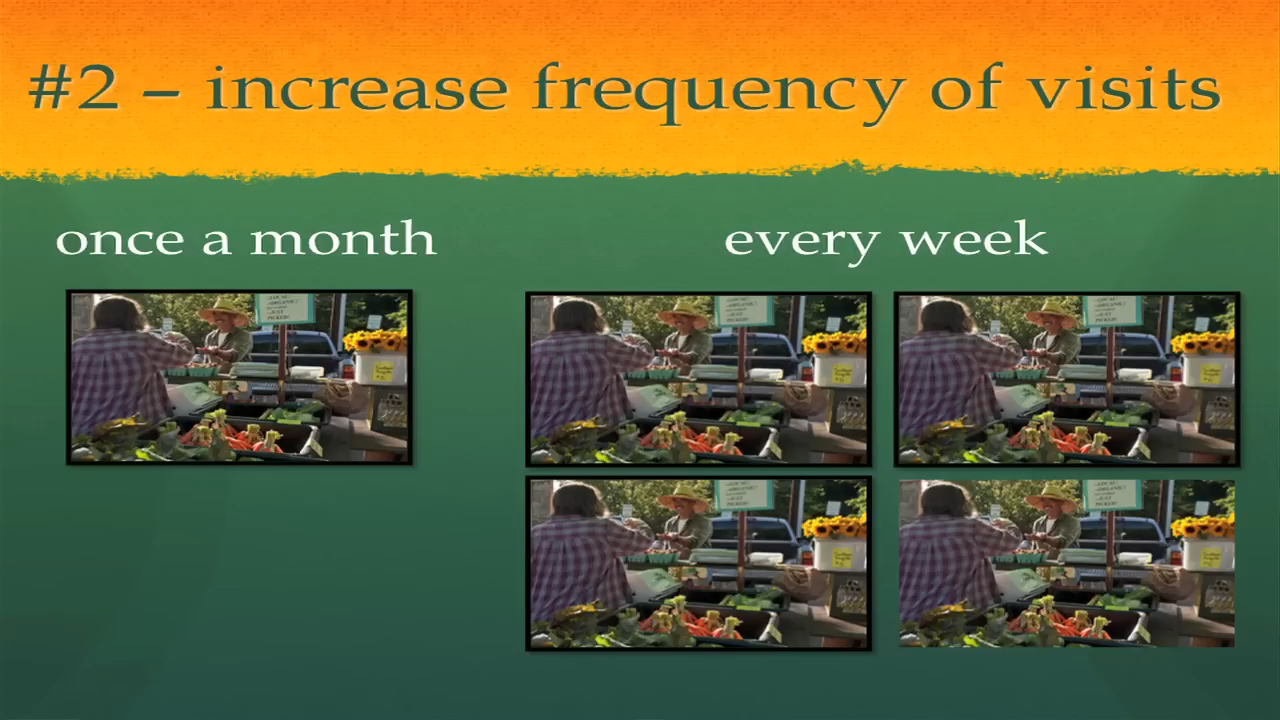 #2 – increase frequency of visits
once a month
every week